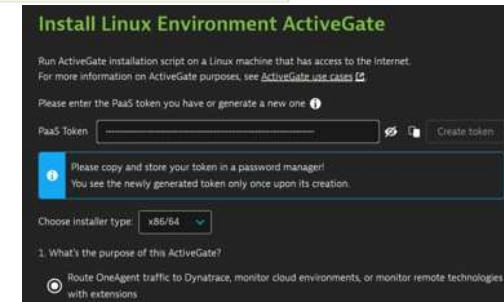 Install Linux Environment ActiveGate
Run ActiveGate installation script on a Linux machine that has access to the Internet.
For more information on ActiveGate purposes, see ActiveGate use cases
Please enter the PaaS token you have or generate a new one
PaaS Token
Create token
Please copy and store your token in a password manager!
You see the newly generated token only once upon its creation.
Choose installer type: x86/64
1. What's the purpose of this ActiveGate?
Route OneAgent traffic to Dynatrace, monitor cloud environments, or monitor remote technologies
with extensions